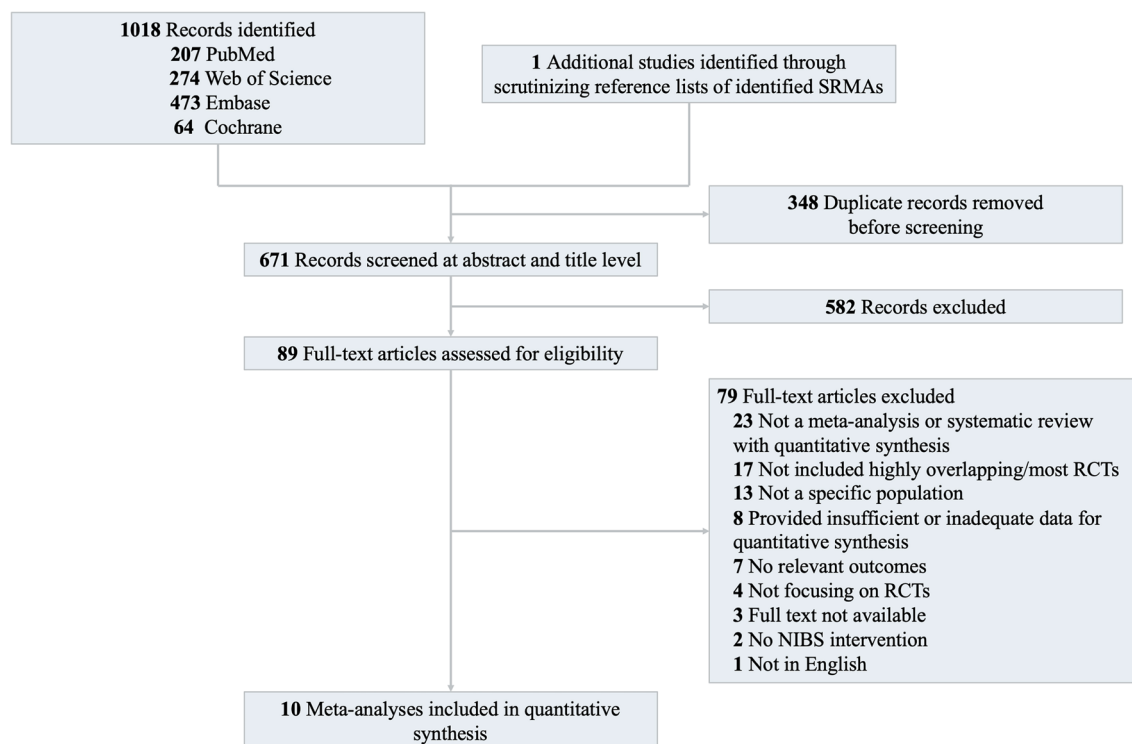 1018 Records identified
207 PubMed
274 Web of Science
473 Embase
64 Cochrane
1 Additional studies identified through
scrutinizing reference lists of identified SRMAs
348 Duplicate records removed
before screening
671 Records screened at abstract and title level
582 Records excluded
89 Full-text articles assessed for eligibility
79 Full-text articles excluded
23 Not a meta-analysis or systematic review
with quantitative synthesis
17 Not included highly overlapping/most RCTs
13 Not a specific population
8 Provided insufficient or inadequate data for
quantitative synthesis
7 No relevant outcomes
4 Not focusing on RCTs
3 Full text not available
2 No NIBS intervention
1 Not in English
10 Meta-analyses included in quantitative
synthesis